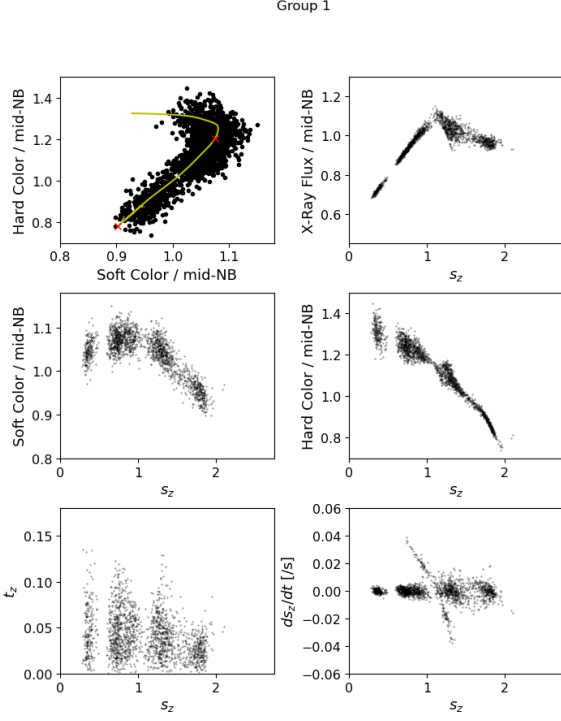 Group 1
Hard Color / mid-NB
1.4
1.2
1.0
0.8
0.8 0.9 1.0 1.1
Soft Color / mid-NB
X-Ray Flux / mid-NB
1.2
1.0
0.8
0.6
0 1 2
s_z
Soft Color / mid-NB
1.1
1.0
0.9
0.8
0 1 2
s_z
Hard Color / mid-NB
1.4
1.2
1.0
0.8
0 1 2
s_z
t_z
0.15
0.10
0.05
0.00
0 1 2
s_z
ds_z/dt [/s]
0.06
0.04
0.02
0.00
−0.02
−0.04
−0.06
0 1 2
s_z